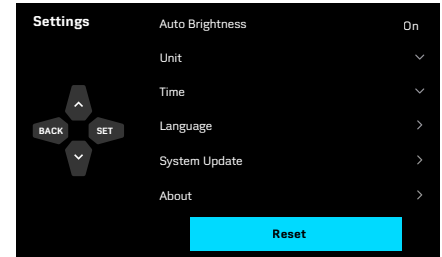 Settings
Auto Brightness On
Unit
Time
BACK SET
Language
System Update
About
Reset